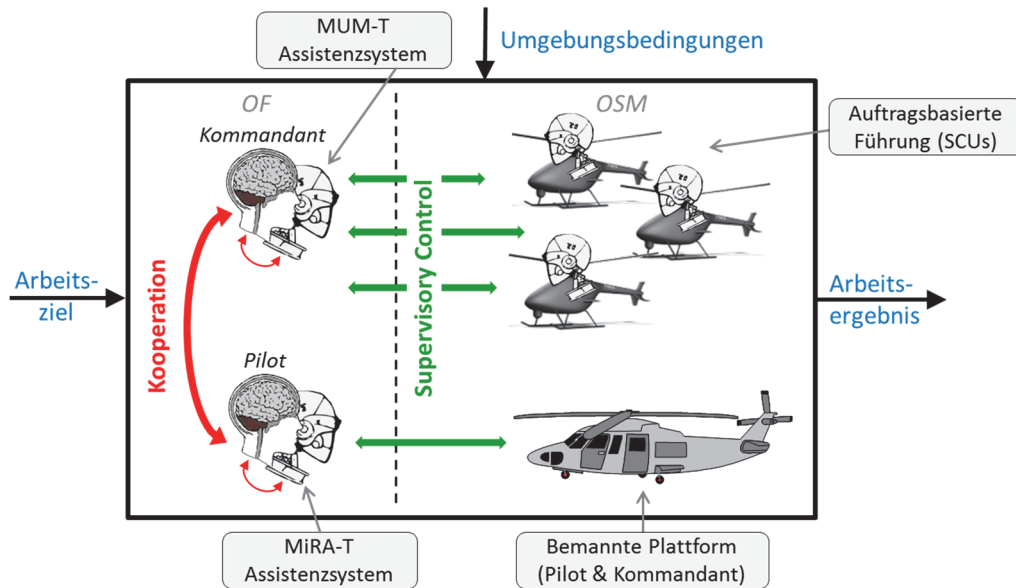 MUM-T
Assistenzsystem
Umgebungsbedingungen
OF
OSM
Kommandant
Auftragsbasierte
Führung (SCUs)
Arbeits-
ziel
Kooperation
Supervisory Control
Arbeits-
ergebnis
Pilot
MiRA-T
Assistenzsystem
Bemannte Plattform
(Pilot & Kommandant)